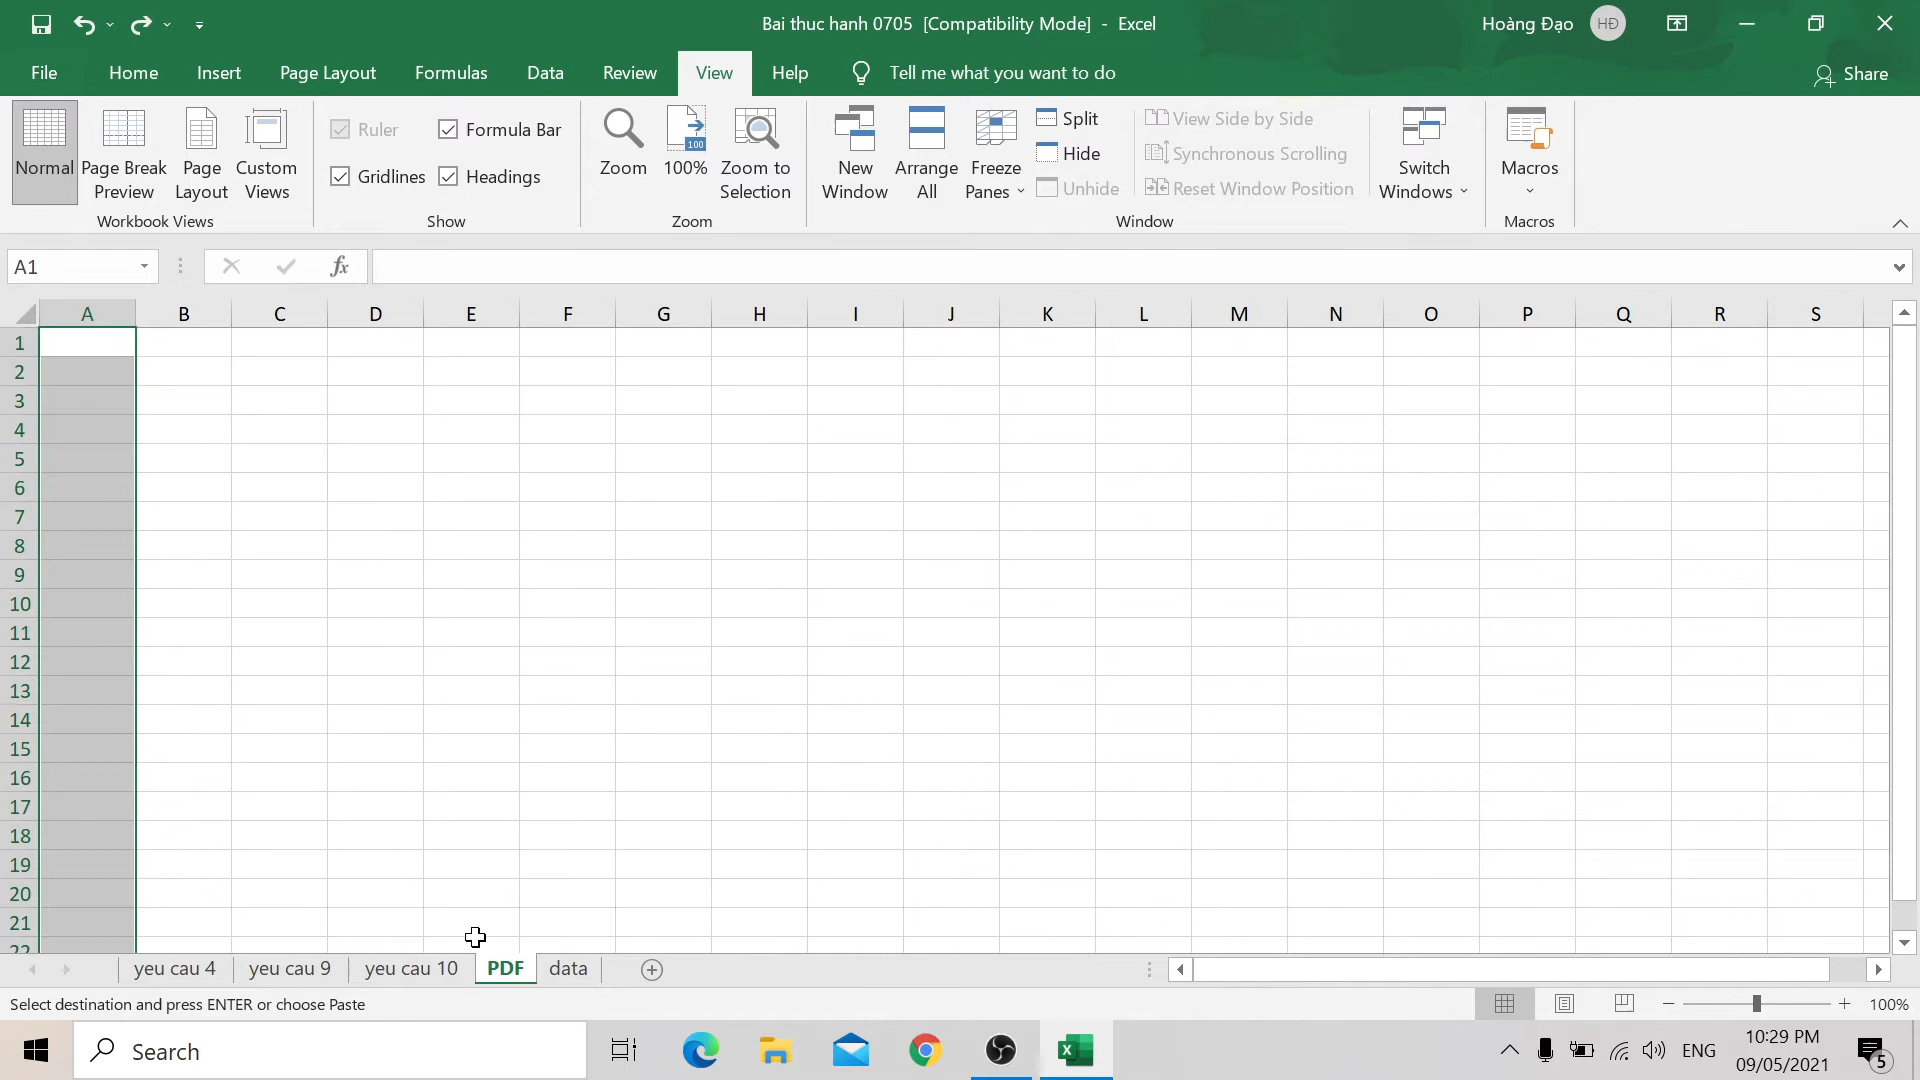 Bai thuc hanh 0705 [Compatibility Mode] - Excel
Hoàng Đạo HĐ
File Home Insert Page Layout Formulas Data Review View Help Tell me what you want to do Share
Normal
Page Break Preview
Page Layout
Custom Views
Workbook Views
Ruler
Formula Bar
Gridlines
Headings
Show
Zoom
100
100%
Zoom to Selection
Zoom
New Window
Arrange All
Freeze Panes
Split
Hide
Unhide
View Side by Side
Synchronous Scrolling
Reset Window Position
Window
Switch Windows
Macros
Macros
A1
fx
A B C D E F G H I J K L M N O P Q R S
1
2
3
4
5
6
7
8
9
10
11
12
13
14
15
16
17
18
19
20
21
22
yeu cau 4 yeu cau 9 yeu cau 10 PDF data
Select destination and press ENTER or choose Paste
100%
Search
ENG
10:29 PM
09/05/2021
5